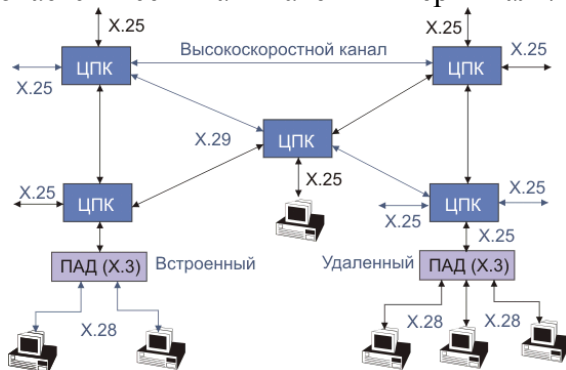 X.25
X.25
Высокоскоростной канал
X.25
ЦПК
ЦПК
X.25
X.29
ЦПК
X.25
X.25
X.25
ЦПК
X.25
ЦПК
X.25
ПАД (X.3)
Встроенный
Удаленный
ПАД (X.3)
X.28
X.28
X.28